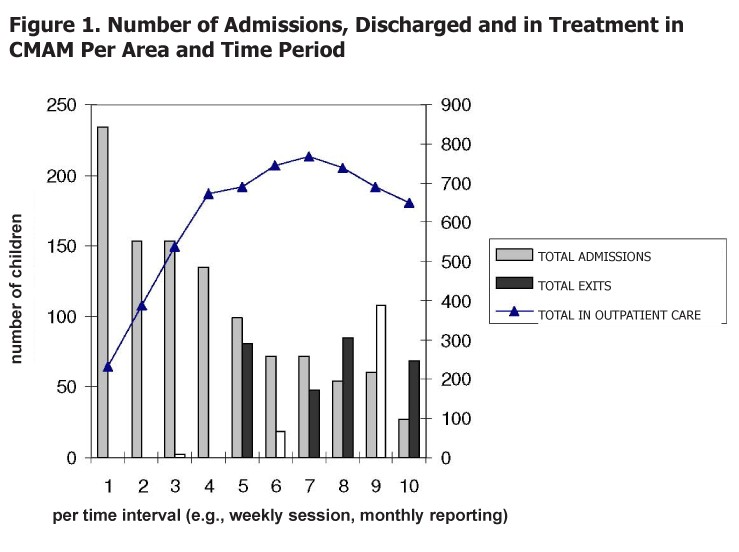 Figure 1. Number of Admissions, Discharged and in Treatment in
CMAM Per Area and Time Period
250
200
150
100
50
0
number of children
900
800
700
600
500
400
300
200
100
0
1 2 3 4 5 6 7 8 9 10
per time interval (e.g., weekly session, monthly reporting)
TOTAL ADMISSIONS
TOTAL EXITS
TOTAL IN OUTPATIENT CARE